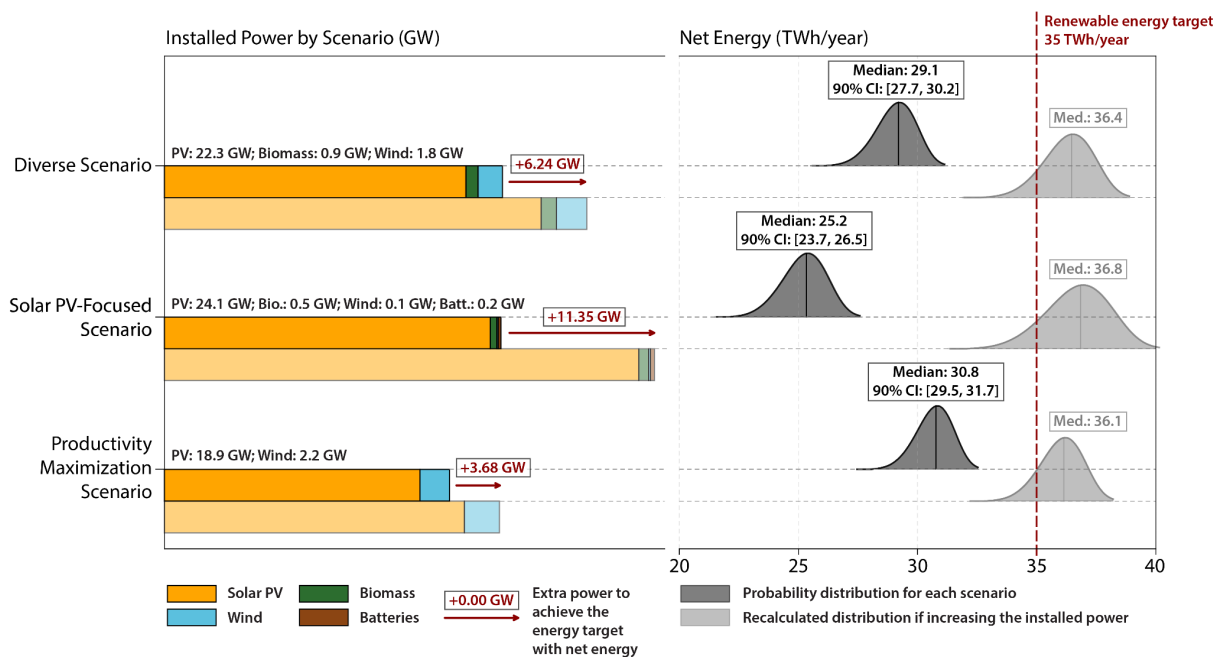 Installed Power by Scenario (GW)
Net Energy (TWh/year)
Renewable energy target
35 TWh/year
Median: 29.1
90% CI: [27.7, 30.2]
Med.: 36.4
Diverse Scenario
PV: 22.3 GW; Biomass: 0.9 GW; Wind: 1.8 GW
+6.24 GW
Median: 25.2
90% CI: [23.7, 26.5]
Med.: 36.8
Solar PV-Focused
Scenario
PV: 24.1 GW; Bio.: 0.5 GW; Wind: 0.1 GW; Batt.: 0.2 GW
+11.35 GW
Median: 30.8
90% CI: [29.5, 31.7]
Med.: 36.1
Productivity
Maximization
Scenario
PV: 18.9 GW; Wind: 2.2 GW
+3.68 GW
20
25
30
35
40
Solar PV
Wind
Biomass
Batteries
+0.00 GW
Extra power to
achieve the
energy target
with net energy
Probability distribution for each scenario
Recalculated distribution if increasing the installed power